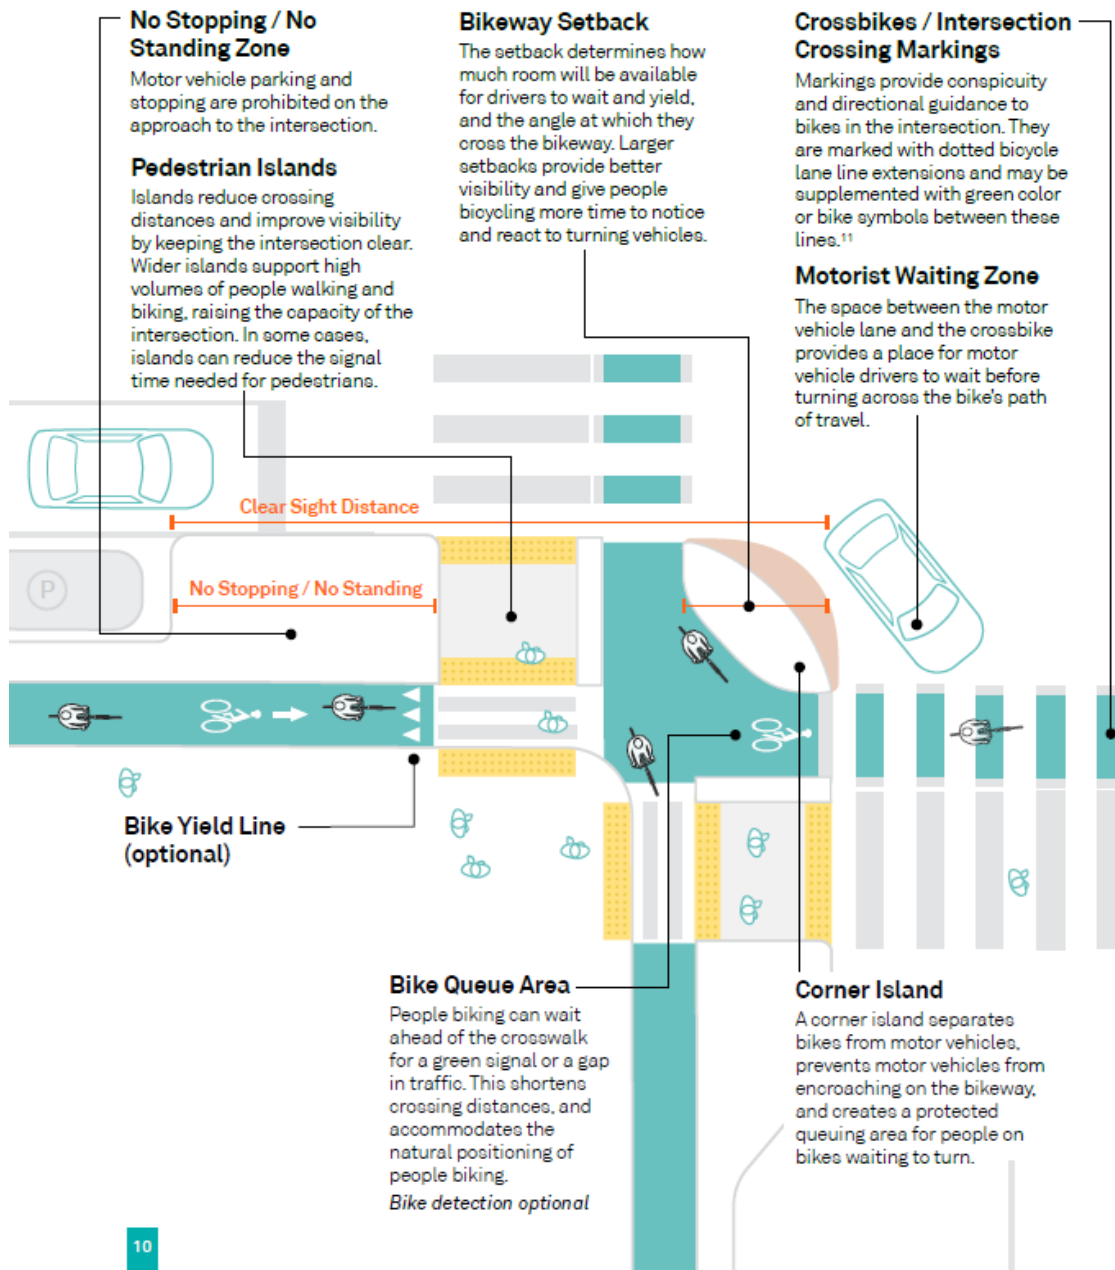 No Stopping / No
Standing Zone
Motor vehicle parking and
stopping are prohibited on the
approach to the intersection.
Pedestrian Islands
Islands reduce crossing
distances and improve visibility
by keeping the intersection clear.
Wider islands support high
volumes of people walking and
biking, raising the capacity of the
intersection. In some cases,
islands can reduce the signal
time needed for pedestrians.
Bikeway Setback
The setback determines how
much room will be available
for drivers to wait and yield,
and the angle at which they
cross the bikeway. Larger
setbacks provide better
visibility and give people
bicycling more time to notice
and react to turning vehicles.
Crossbikes / Intersection
Crossing Markings
Markings provide conspicuity
and directional guidance to
bikes in the intersection. They
are marked with dotted bicycle
lane line extensions and may be
supplemented with green color
or bike symbols between these
lines.¹¹
Motorist Waiting Zone
The space between the motor
vehicle lane and the crossbike
provides a place for motor
vehicle drivers to wait before
turning across the bike's path
of travel.
Clear Sight Distance
P
No Stopping / No Standing
Bike Yield Line
(optional)
Bike Queue Area
People biking can wait
ahead of the crosswalk
for a green signal or a gap
in traffic. This shortens
crossing distances, and
accommodates the
natural positioning of
people biking.
Bike detection optional
Corner Island
A corner island separates
bikes from motor vehicles,
prevents motor vehicles from
encroaching on the bikeway,
and creates a protected
queuing area for people on
bikes waiting to turn.
10